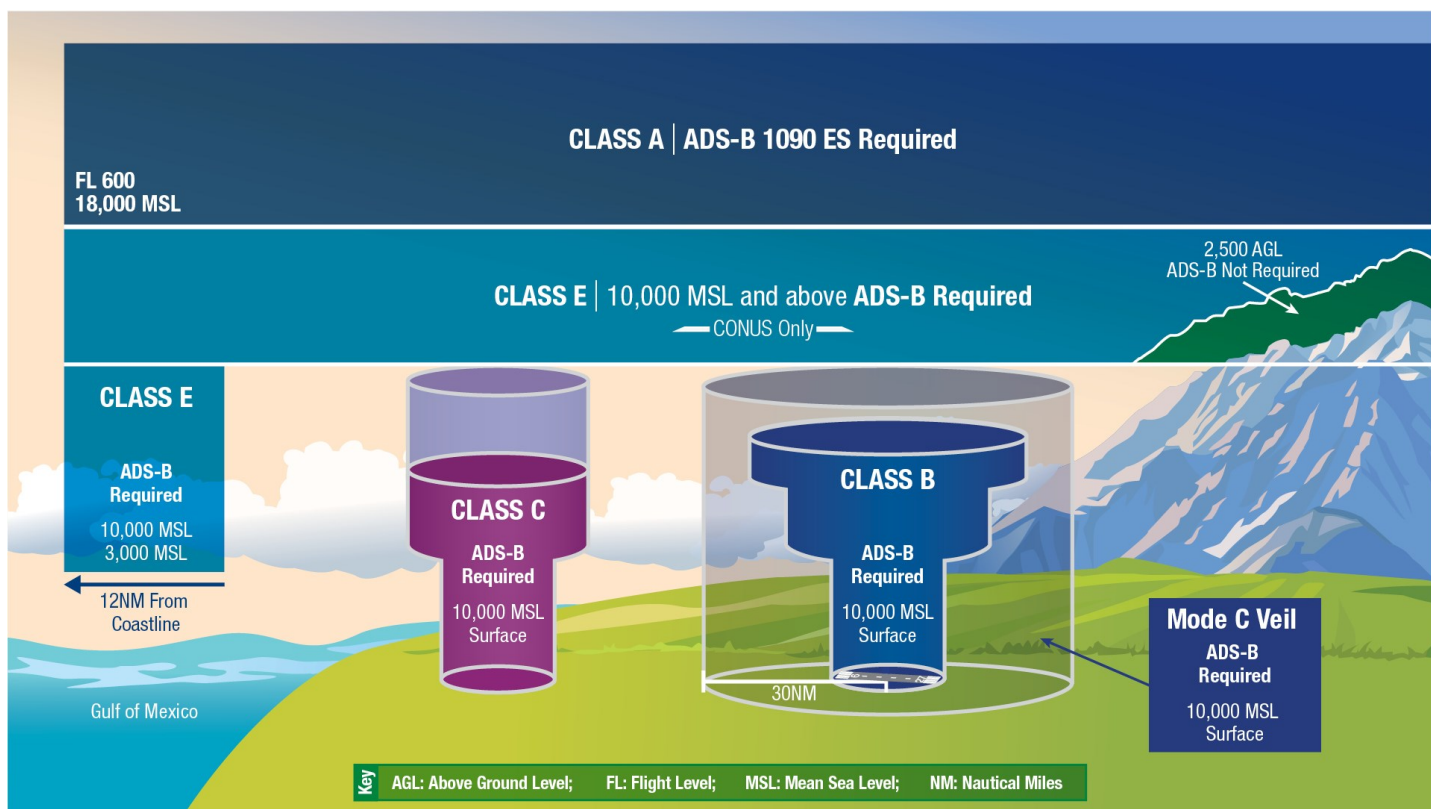 CLASS A | ADS-B 1090 ES Required
FL 600
18,000 MSL
2,500 AGL
ADS-B Not Required
CLASS E | 10,000 MSL and above ADS-B Required
CONUS Only
CLASS E
ADS-B
Required
10,000 MSL
3,000 MSL
12NM From
Coastline
Gulf of Mexico
CLASS C
ADS-B
Required
10,000 MSL
Surface
CLASS B
ADS-B
Required
10,000 MSL
Surface
30NM
Mode C Veil
ADS-B
Required
10,000 MSL
Surface
Key
AGL: Above Ground Level; FL: Flight Level; MSL: Mean Sea Level; NM: Nautical Miles